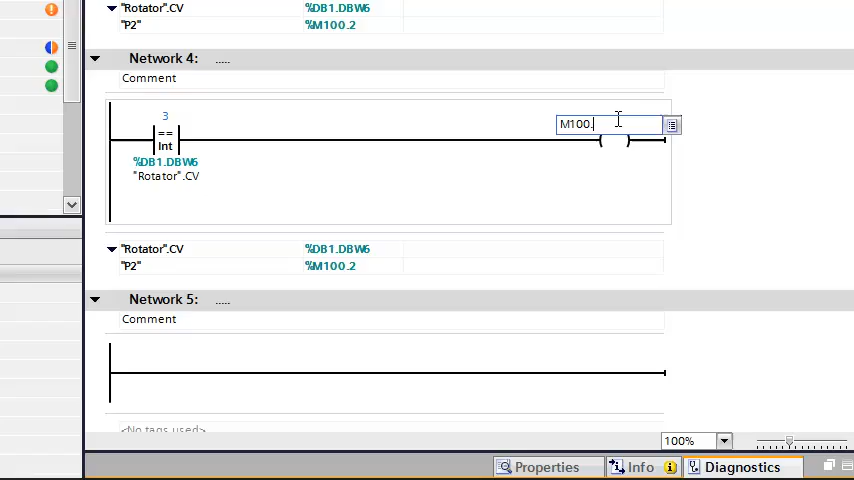 "Rotator".CV %DB1.DBW6
"P2" %M100.2
Network 4: .....
Comment
3
==
Int
%DB1.DBW6
"Rotator".CV
M100.
"Rotator".CV %DB1.DBW6
"P2" %M100.2
Network 5: .....
Comment
<No tags used>
100%
Properties Info Diagnostics